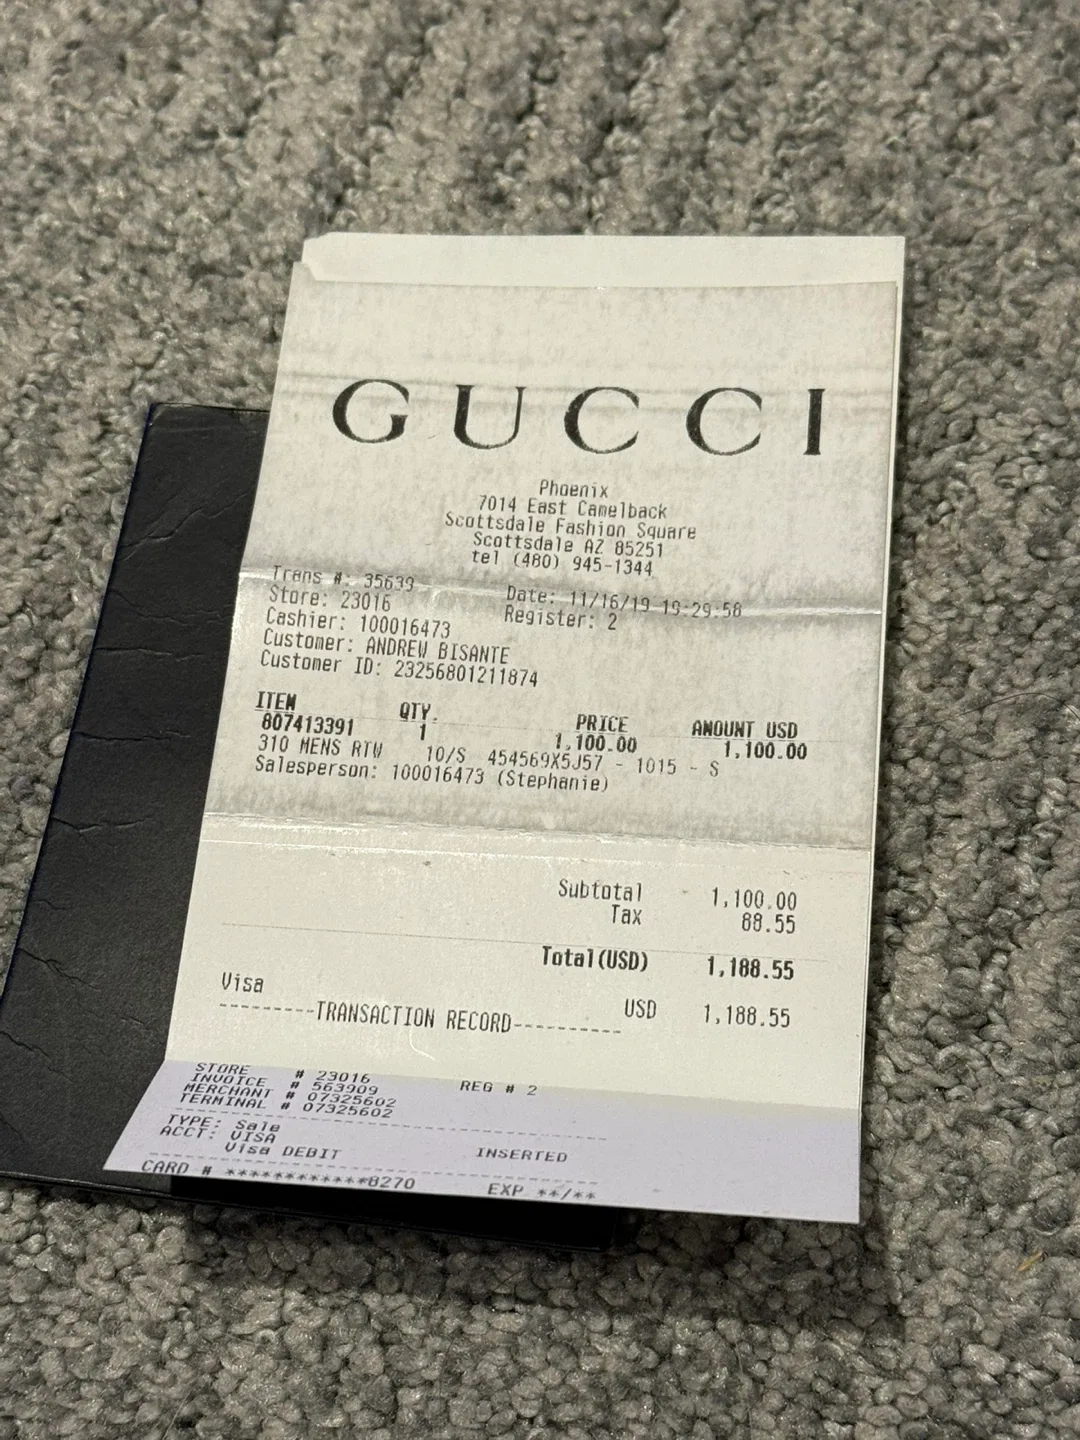 GUCCI
Phoenix
7014 East Camelback
Scottsdale Fashion Square
Scottsdale AZ 85251
tel (480) 945-1344
Trans #: 35639 Date: 11/16/19 19:29:58
Store: 23016 Register: 2
Cashier: 100016473
Customer: ANDREW BISANTE
Customer ID: 23256801211874
ITEM QTY. PRICE AMOUNT USD
807413391 1 1,100.00 1,100.00
310 MENS RTW 10/S 454569X5J57 - 1015 - S
Salesperson: 100016473 (Stephanie)
Subtotal 1,100.00
Tax 88.55
Total(USD) 1,188.55
Visa USD 1,188.55
---------TRANSACTION RECORD----------
STORE # 23016 REG # 2
INVOICE # 563909
MERCHANT # 07325602
TERMINAL # 07325602
TYPE: Sale
ACCT: VISA
Visa DEBIT INSERTED
CARD # ************8270 EXP **/**